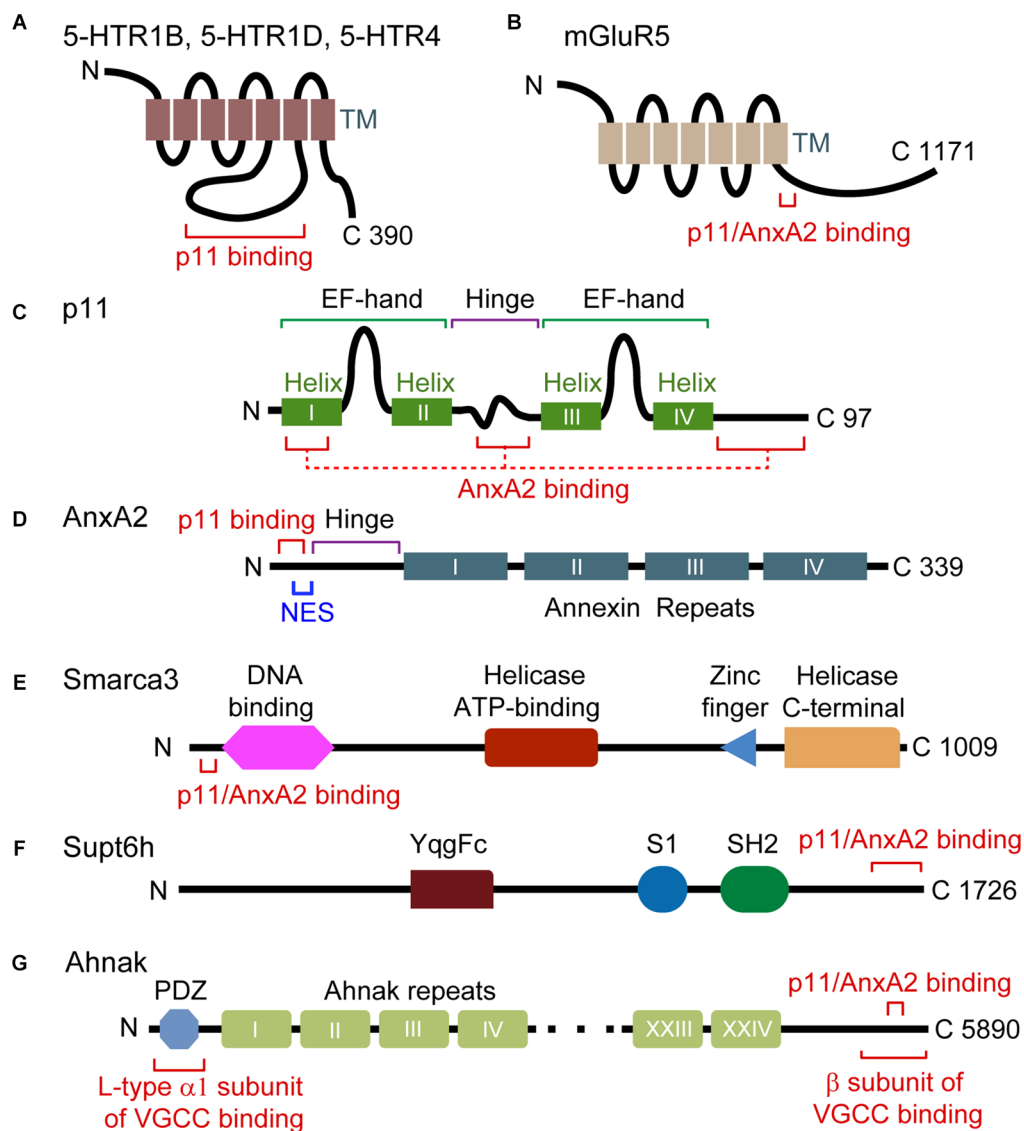 A
5-HTR1B, 5-HTR1D, 5-HTR4
N
TM
C 390
p11 binding
B
mGluR5
N
TM
C 1171
p11/AnxA2 binding
C
p11
EF-hand
Hinge
EF-hand
Helix
Helix
Helix
Helix
N
I
II
III
IV
C 97
AnxA2 binding
D
AnxA2
p11 binding
Hinge
N
I
II
III
IV
C 339
NES
Annexin Repeats
E
Smarca3
DNA
binding
Helicase
ATP-binding
Zinc
finger
Helicase
C-terminal
N
C 1009
p11/AnxA2 binding
F
Supt6h
YqgFc
S1
SH2
p11/AnxA2 binding
N
C 1726
G
Ahnak
PDZ
Ahnak repeats
p11/AnxA2 binding
N
I
II
III
IV
XXIII
XXIV
C 5890
L-type α1 subunit
of VGCC binding
β subunit of
VGCC binding